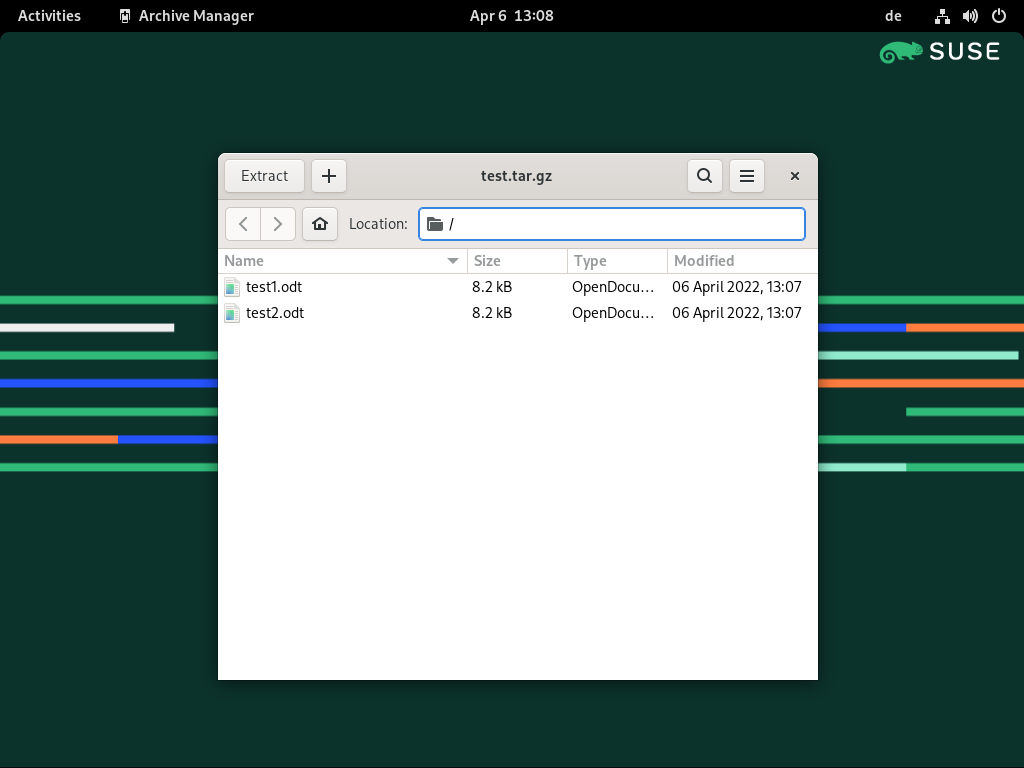 Activities Archive Manager Apr 6 13:08 de
SUSE
Extract test.tar.gz
Location: /
Name Size Type Modified
test1.odt 8.2 kB OpenDocu... 06 April 2022, 13:07
test2.odt 8.2 kB OpenDocu... 06 April 2022, 13:07